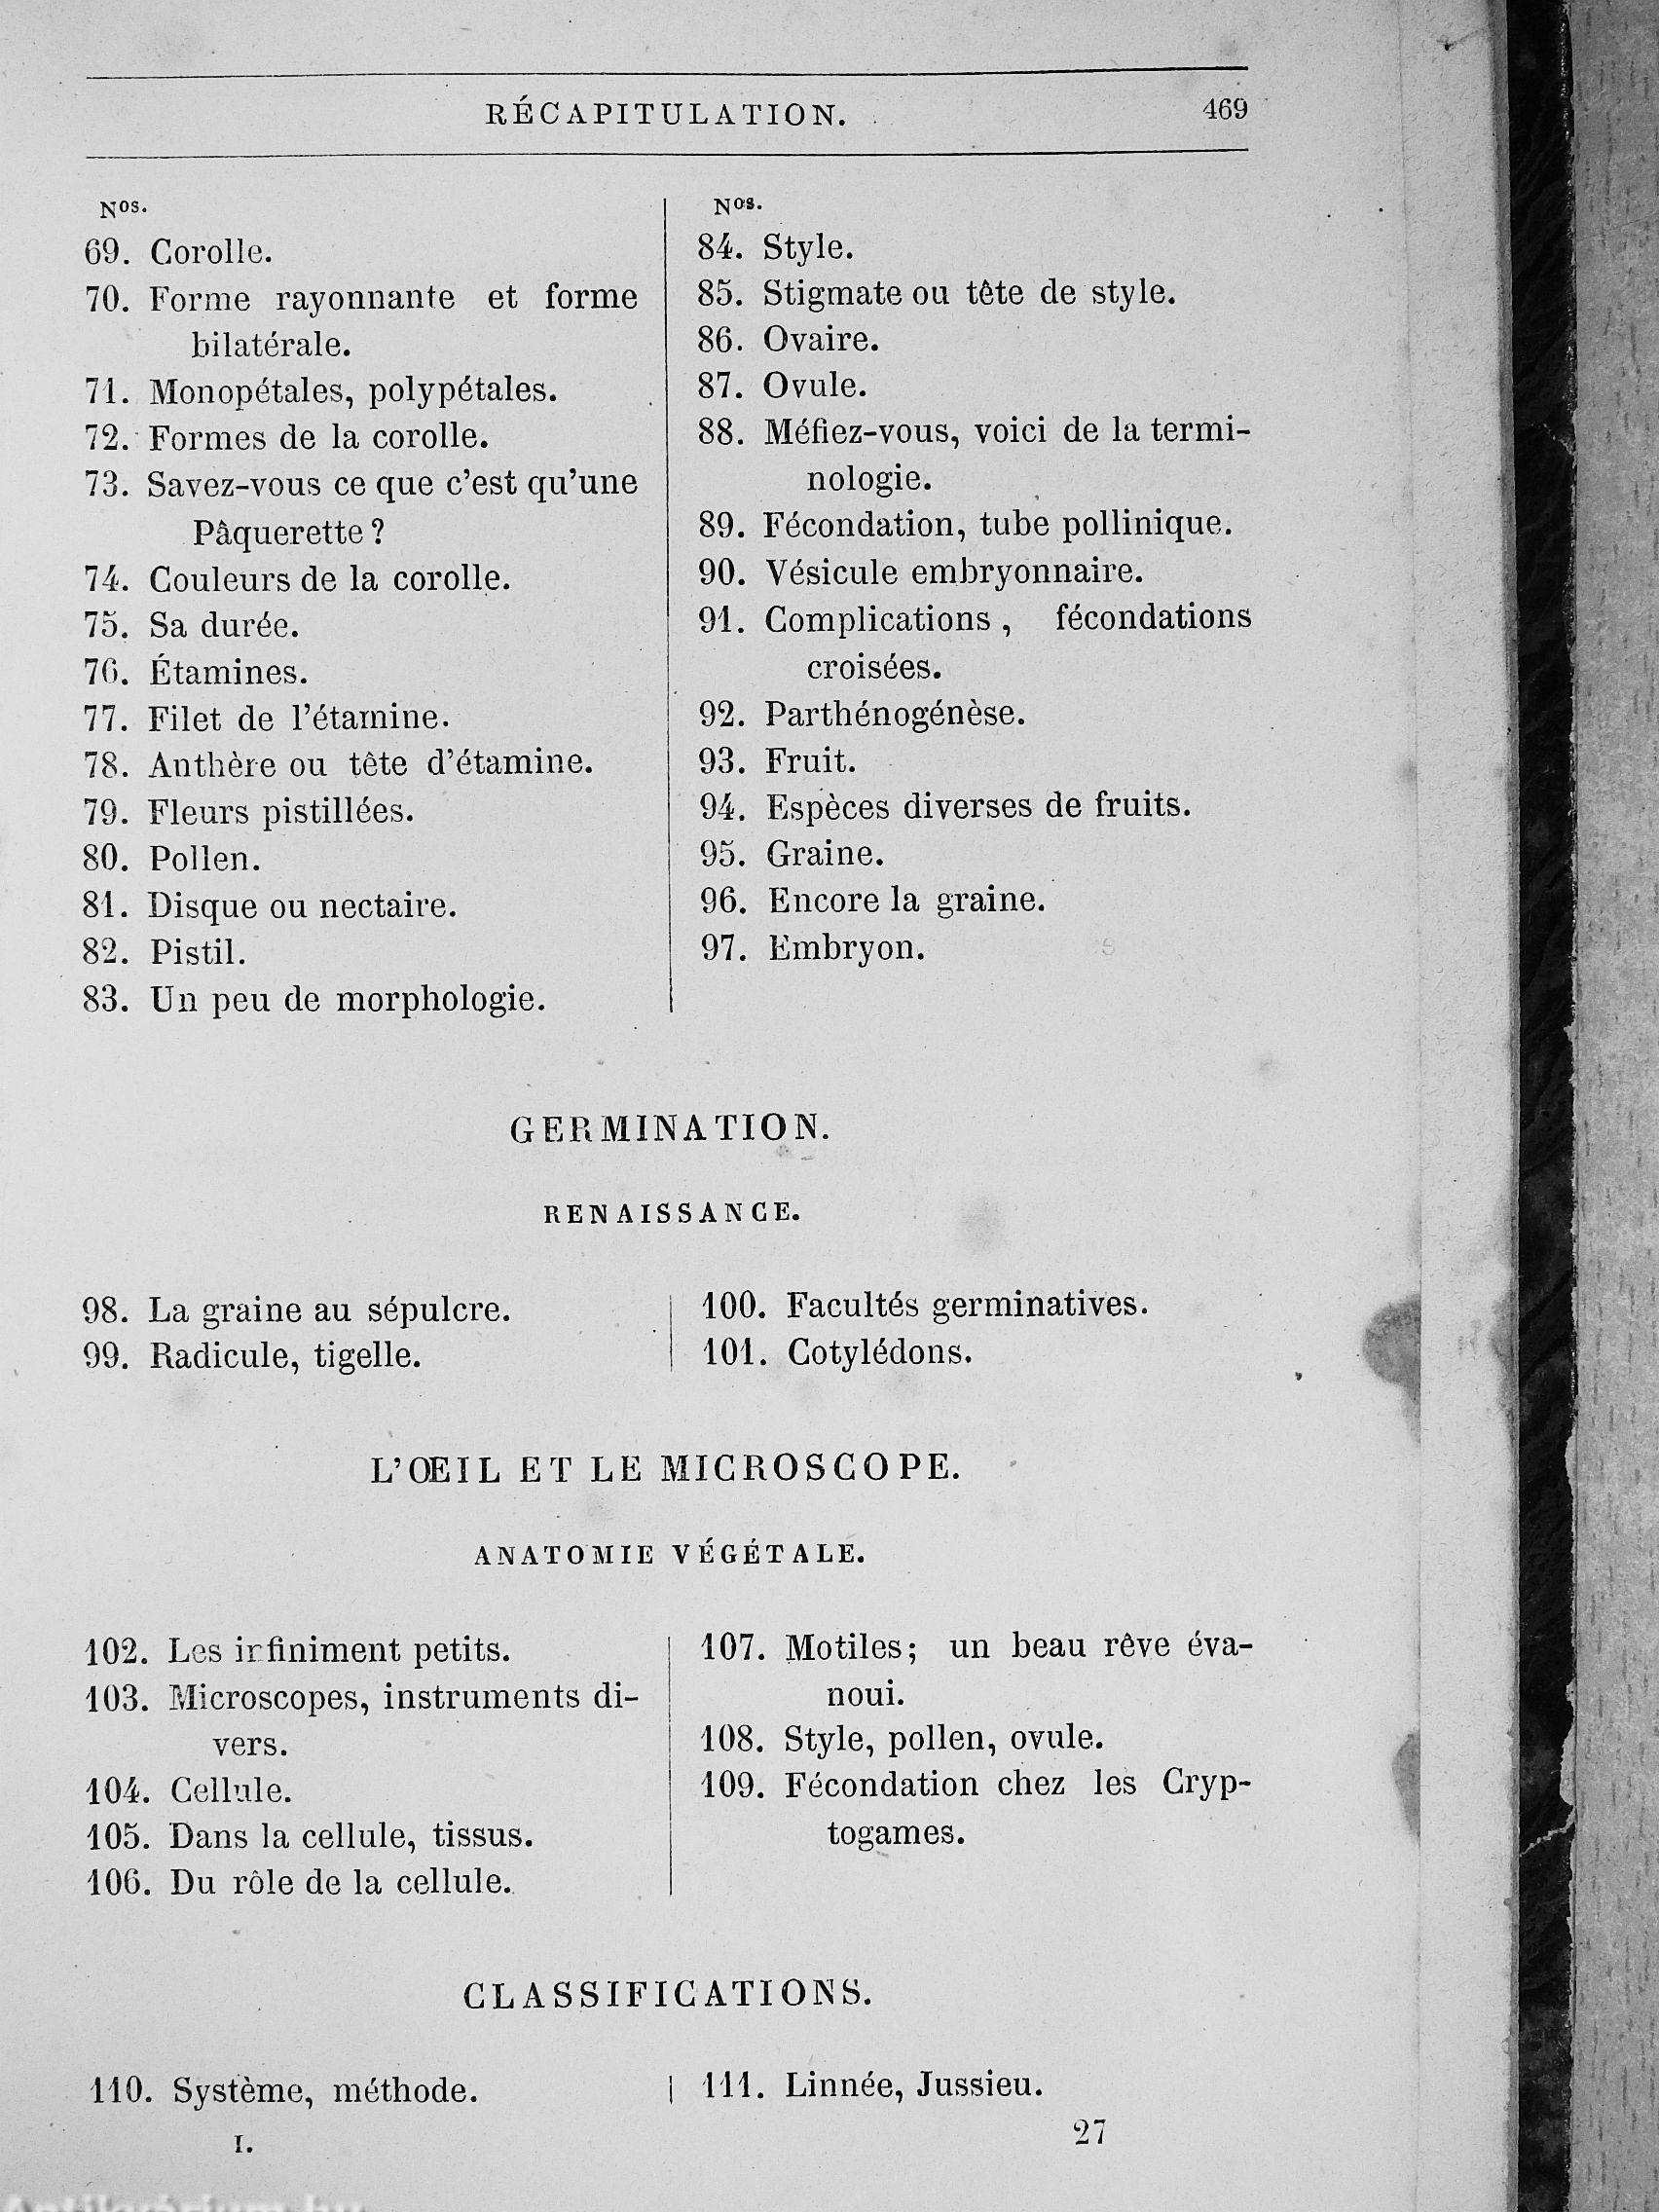 RÉCAPITULATION. 469
Nos.
69. Corolle.
70. Forme rayonnante et forme
bilatérale.
71. Monopétales, polypétales.
72. Formes de la corolle.
73. Savez-vous ce que c'est qu'une
Pâquerette ?
74. Couleurs de la corolle.
75. Sa durée.
76. Étamines.
77. Filet de l'étamine.
78. Anthère ou tête d'étamine.
79. Fleurs pistillées.
80. Pollen.
81. Disque ou nectaire.
82. Pistil.
83. Un peu de morphologie.
Nos.
84. Style.
85. Stigmate ou tête de style.
86. Ovaire.
87. Ovule.
88. Méfiez-vous, voici de la termi-
nologie.
89. Fécondation, tube pollinique.
90. Vésicule embryonnaire.
91. Complications, fécondations
croisées.
92. Parthénogénèse.
93. Fruit.
94. Espèces diverses de fruits.
95. Graine.
96. Encore la graine.
97. Embryon.
GERMINATION.
RENAISSANCE.
98. La graine au sépulcre.
99. Radicule, tigelle.
100. Facultés germinatives.
101. Cotylédons.
L'ŒIL ET LE MICROSCOPE.
ANATOMIE VÉGÉTALE.
102. Les infiniment petits.
103. Microscopes, instruments di-
vers.
104. Cellule.
105. Dans la cellule, tissus.
106. Du rôle de la cellule.
107. Motiles; un beau rêve éva-
noui.
108. Style, pollen, ovule.
109. Fécondation chez les Cryp-
togames.
CLASSIFICATIONS.
110. Système, méthode.
111. Linnée, Jussieu.
I. 27